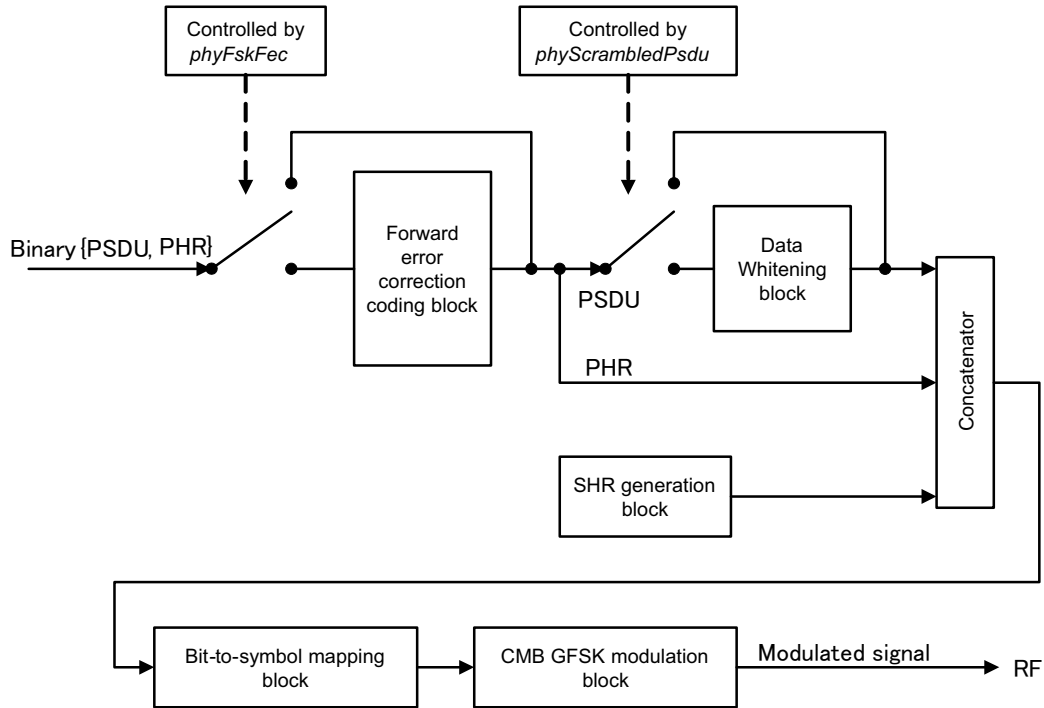 Controlled by
phyFskFec
Controlled by
phyScrambledPsdu
Binary {PSDU, PHR}
Forward
error
correction
coding block
PSDU
Data
Whitening
block
PHR
Concatenator
SHR generation
block
Bit-to-symbol mapping
block
CMB GFSK modulation
block
Modulated signal
RF